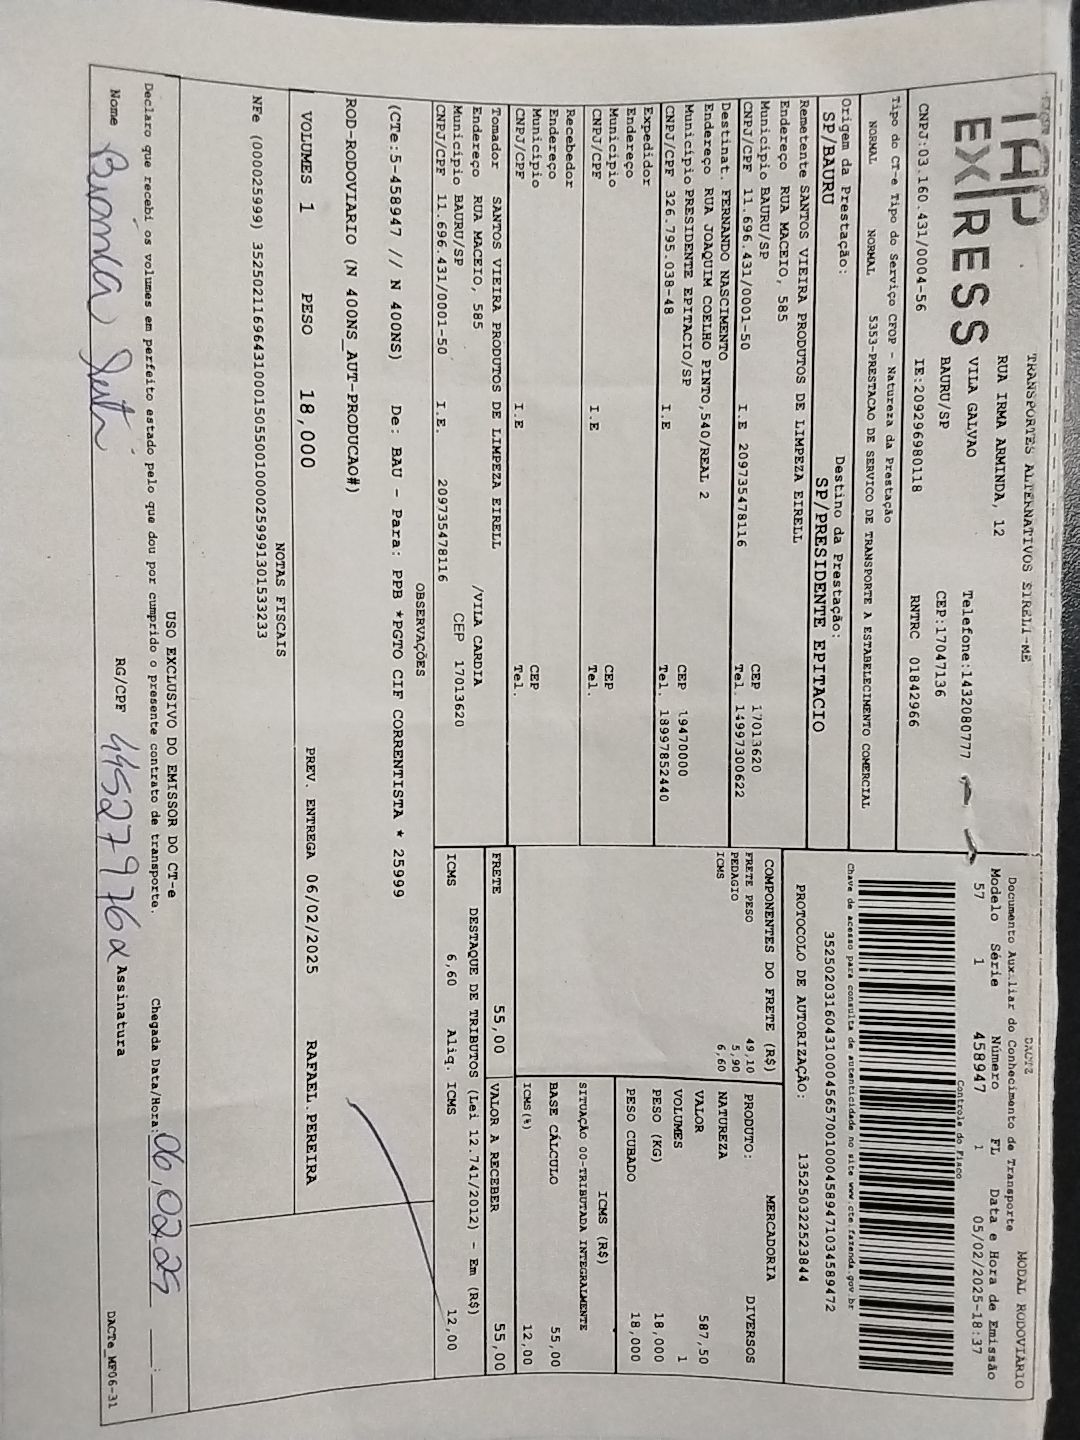 TAP
EXPRESS
TRANSPORTES ALTERNATIVOS EIRELI-ME
RUA IRMA ARMINDA, 12
VILA GALVAO Telefone:1432080777
BAURU/SP CEP:17047136
CNPJ:03.160.431/0004-56 IE:209296980118 RNTRC 01842966
Tipo do CT-e Tipo do Serviço CFOP - Natureza da Prestação
NORMAL NORMAL 5353-PRESTACAO DE SERVICO DE TRANSPORTE A ESTABELECIMENTO COMERCIAL
Origem da Prestação: Destino da Prestação:
SP/BAURU SP/PRESIDENTE EPITACIO
DACTE MODAL RODOVIÁRIO
Documento Auxiliar do Conhecimento de Transporte
Modelo Série Número FL Data e Hora de Emissão
57 1 458947 1 05/02/2025-18:37
Controle do Fisco
Chave de acesso para consulta de autenticidade no site www.cte.fazenda.gov.br
35250203160431000456570010004589471034589472
PROTOCOLO DE AUTORIZAÇÃO: 135250322523844
Remetente SANTOS VIEIRA PRODUTOS DE LIMPEZA EIRELL
Endereço RUA MACEIO, 585
Município BAURU/SP CEP 17013620
CNPJ/CPF 11.696.431/0001-50 I.E 209735478116 Tel. 14997300622
Destinat. FERNANDO NASCIMENTO
Endereço RUA JOAQUIM COELHO PINTO,540/REAL 2
Município PRESIDENTE EPITACIO/SP CEP 19470000
CNPJ/CPF 326.795.038-48 I.E Tel. 18997852440
Expedidor
Endereço
Município CEP
CNPJ/CPF I.E Tel.
Recebedor
Endereço
Município CEP
CNPJ/CPF I.E Tel.
Tomador SANTOS VIEIRA PRODUTOS DE LIMPEZA EIRELL
Endereço RUA MACEIO, 585 /VILA CARDIA
Município BAURU/SP CEP 17013620
CNPJ/CPF 11.696.431/0001-50 I.E. 209735478116
COMPONENTES DO FRETE (R$)
FRETE PESO 49,10
PEDAGIO 5,90
ICMS 6,60
MERCADORIA
PRODUTO: DIVERSOS
NATUREZA
VALOR 587,50
VOLUMES 1
PESO (KG) 18,000
PESO CUBADO 18,000
ICMS (R$)
SITUAÇÃO 00-TRIBUTADA INTEGRALMENTE
BASE CÁLCULO 55,00
ICMS(%) 12,00
FRETE 55,00 VALOR A RECEBER 55,00
DESTAQUE DE TRIBUTOS (Lei 12.741/2012) - Em (R$)
ICMS 6,60 Aliq. ICMS 12,00
OBSERVAÇÕES
(CTe:5-458947 // N 400NS) De: BAU - Para: PPB *PGTO CIF CORRENTISTA * 25999
ROD-RODOVIARIO (N 400NS_AUT-PRODUCAO#)
VOLUMES 1 PESO 18,000 PREV. ENTREGA 06/02/2025 RAFAEL.PEREIRA
NOTAS FISCAIS
NFe (000025999) 35250211696431000150550010000259991301533233
USO EXCLUSIVO DO EMISSOR DO CT-e
Declaro que recebi os volumes em perfeito estado pelo que dou por cumprido o presente contrato de transporte. Chegada Data/Hora: 06,02,25 :
Nome Bianca RG/CPF Assinatura
DACTe_MF06-31